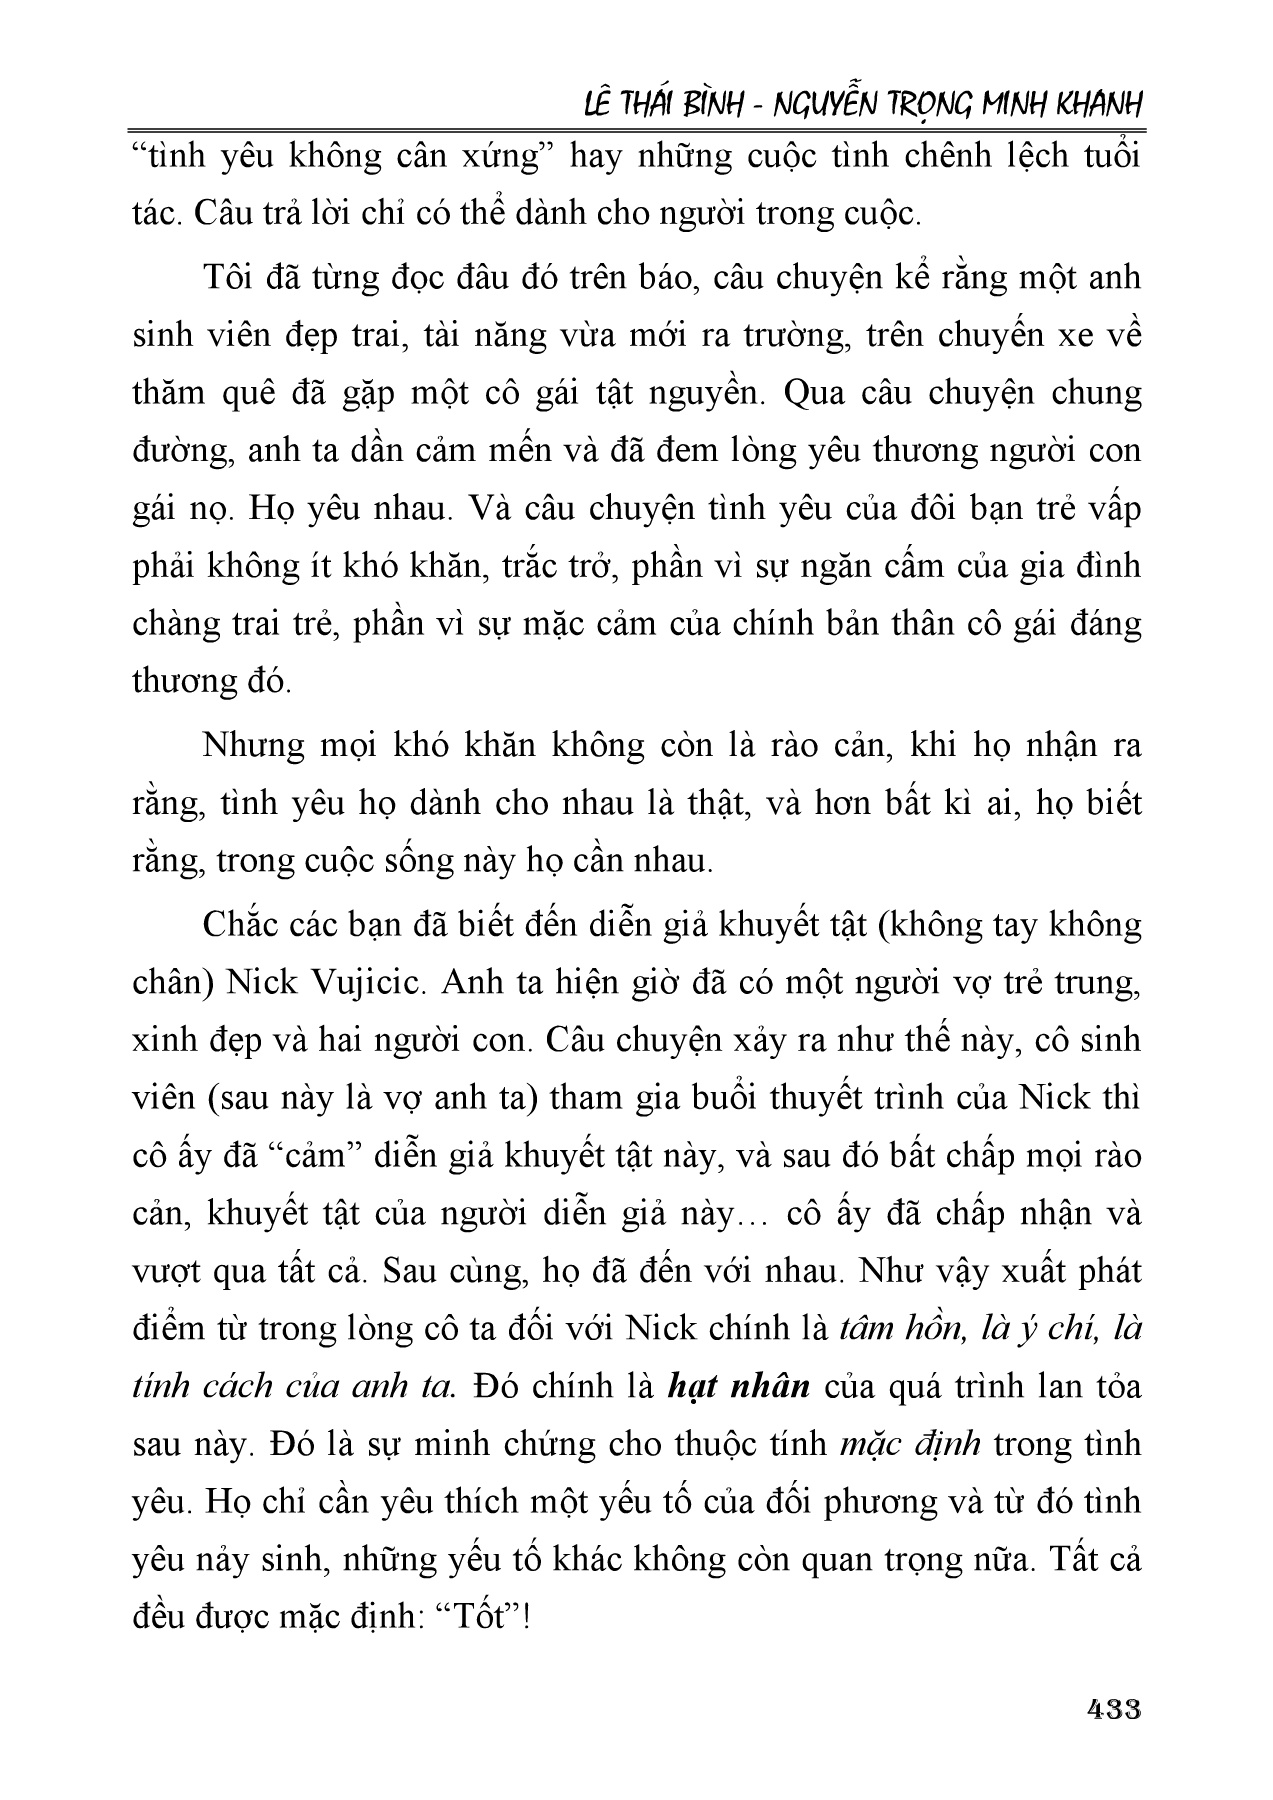 LÊ THÁI BÌNH - NGUYỄN TRỌNG MINH KHANH
“tình yêu không cân xứng” hay những cuộc tình chênh lệch tuổi
tác. Câu trả lời chỉ có thể dành cho người trong cuộc.
Tôi đã từng đọc đâu đó trên báo, câu chuyện kể rằng một anh
sinh viên đẹp trai, tài năng vừa mới ra trường, trên chuyến xe về
thăm quê đã gặp một cô gái tật nguyền. Qua câu chuyện chung
đường, anh ta dần cảm mến và đã đem lòng yêu thương người con
gái nọ. Họ yêu nhau. Và câu chuyện tình yêu của đôi bạn trẻ vấp
phải không ít khó khăn, trắc trở, phần vì sự ngăn cấm của gia đình
chàng trai trẻ, phần vì sự mặc cảm của chính bản thân cô gái đáng
thương đó.
Nhưng mọi khó khăn không còn là rào cản, khi họ nhận ra
rằng, tình yêu họ dành cho nhau là thật, và hơn bất kì ai, họ biết
rằng, trong cuộc sống này họ cần nhau.
Chắc các bạn đã biết đến diễn giả khuyết tật (không tay không
chân) Nick Vujicic. Anh ta hiện giờ đã có một người vợ trẻ trung,
xinh đẹp và hai người con. Câu chuyện xảy ra như thế này, cô sinh
viên (sau này là vợ anh ta) tham gia buổi thuyết trình của Nick thì
cô ấy đã “cảm” diễn giả khuyết tật này, và sau đó bất chấp mọi rào
cản, khuyết tật của người diễn giả này… cô ấy đã chấp nhận và
vượt qua tất cả. Sau cùng, họ đã đến với nhau. Như vậy xuất phát
điểm từ trong lòng cô ta đối với Nick chính là tâm hồn, là ý chí, là
tính cách của anh ta. Đó chính là hạt nhân của quá trình lan tỏa
sau này. Đó là sự minh chứng cho thuộc tính mặc định trong tình
yêu. Họ chỉ cần yêu thích một yếu tố của đối phương và từ đó tình
yêu nảy sinh, những yếu tố khác không còn quan trọng nữa. Tất cả
đều được mặc định: “Tốt”!
433